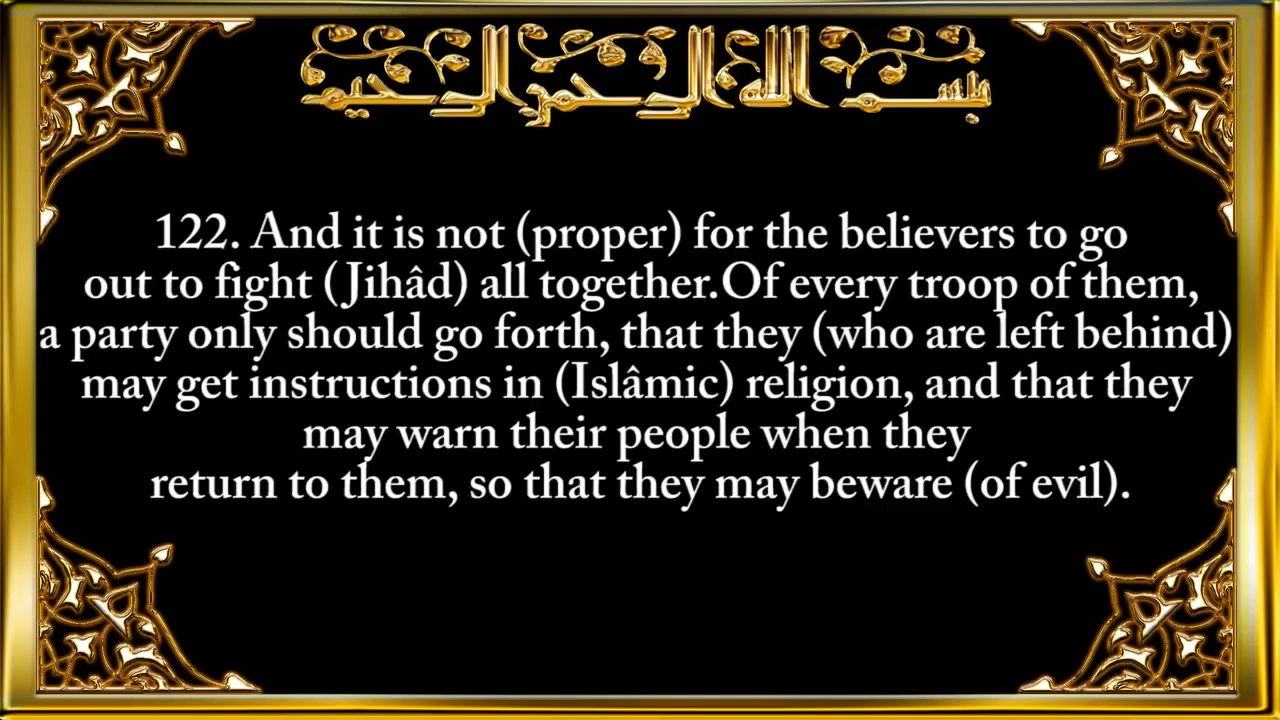 بسم الله الرحمن الرحيم
122. And it is not (proper) for the believers to go
out to fight (Jihâd) all together.Of every troop of them,
a party only should go forth, that they (who are left behind)
may get instructions in (Islâmic) religion, and that they
may warn their people when they
return to them, so that they may beware (of evil).